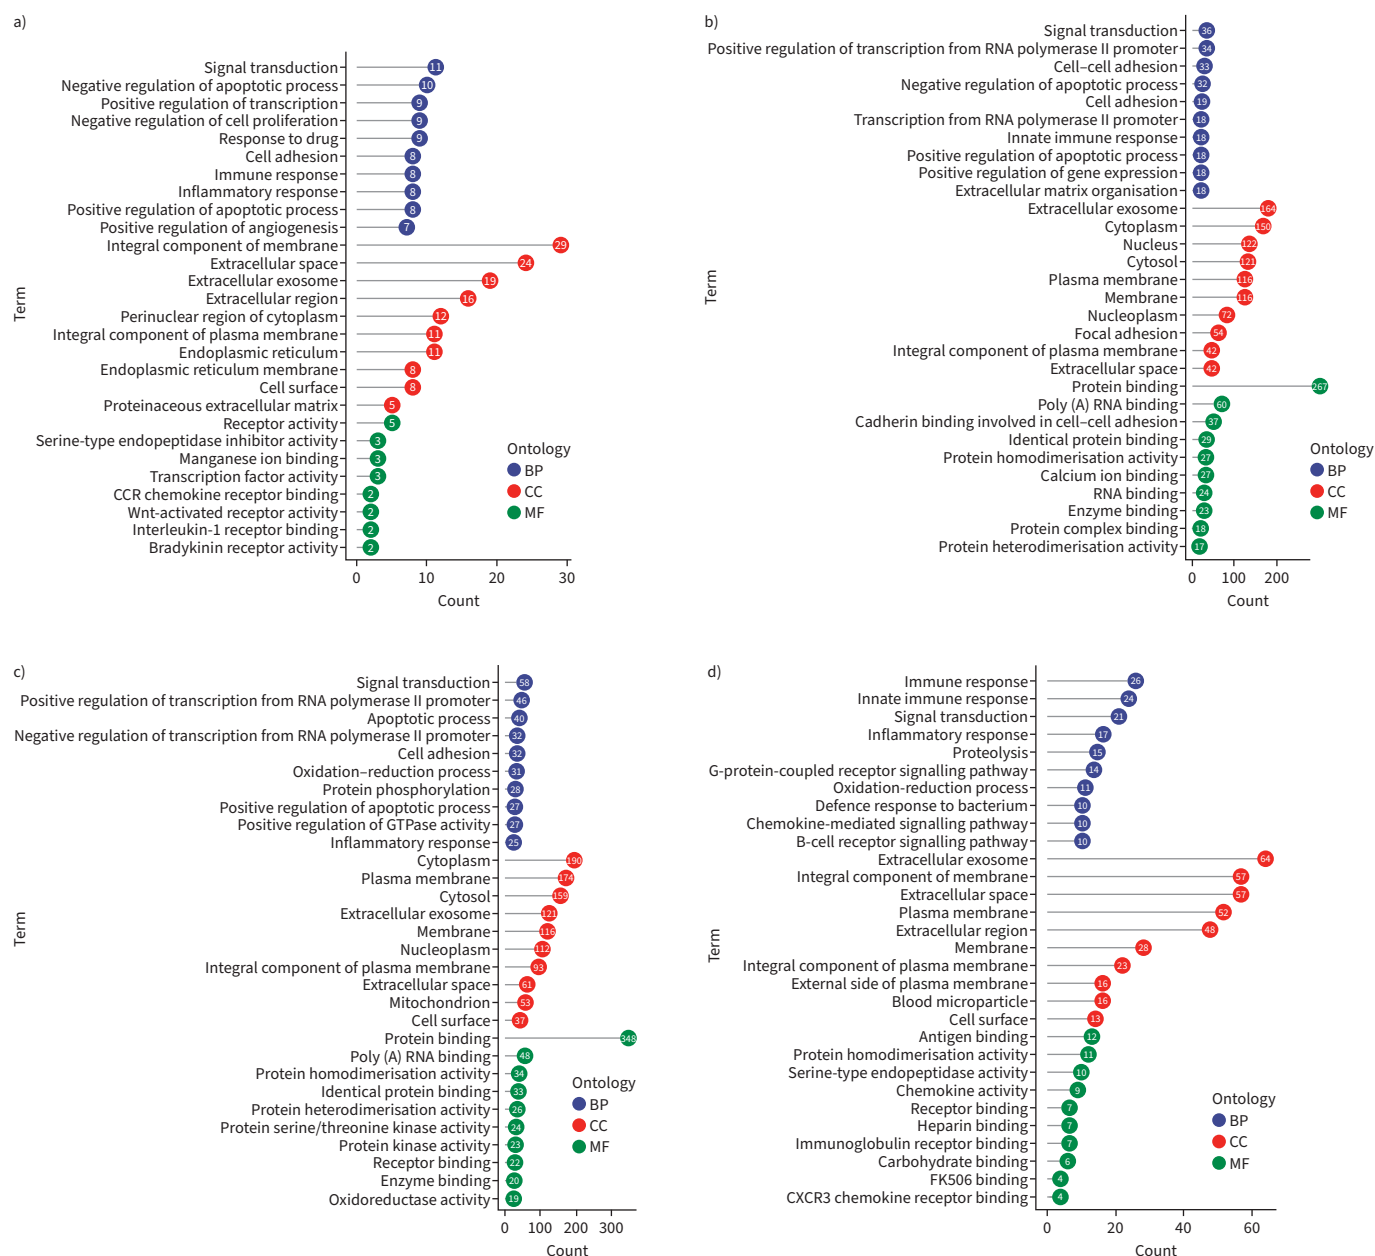 a)
Term
Signal transduction 11
Negative regulation of apoptotic process 10
Positive regulation of transcription 9
Negative regulation of cell proliferation 9
Response to drug 9
Cell adhesion 8
Immune response 8
Inflammatory response 8
Positive regulation of apoptotic process 8
Positive regulation of angiogenesis 7
Integral component of membrane 29
Extracellular space 24
Extracellular exosome 19
Extracellular region 16
Perinuclear region of cytoplasm 12
Integral component of plasma membrane 11
Endoplasmic reticulum 11
Endoplasmic reticulum membrane 8
Cell surface 8
Proteinaceous extracellular matrix 5
Receptor activity 5
Serine-type endopeptidase inhibitor activity 3
Manganese ion binding 3
Transcription factor activity 3
CCR chemokine receptor binding 2
Wnt-activated receptor activity 2
Interleukin-1 receptor binding 2
Bradykinin receptor activity 2
Ontology
BP
CC
MF
0 10 20 30
Count
b)
Term
Signal transduction 36
Positive regulation of transcription from RNA polymerase II promoter 34
Cell–cell adhesion 33
Negative regulation of apoptotic process 32
Cell adhesion 19
Transcription from RNA polymerase II promoter 18
Innate immune response 18
Positive regulation of apoptotic process 18
Positive regulation of gene expression 18
Extracellular matrix organisation 18
Extracellular exosome 164
Cytoplasm 150
Nucleus 122
Cytosol 121
Plasma membrane 116
Membrane 116
Nucleoplasm 72
Focal adhesion 54
Integral component of plasma membrane 42
Extracellular space 42
Protein binding 267
Poly (A) RNA binding 60
Cadherin binding involved in cell–cell adhesion 37
Identical protein binding 29
Protein homodimerisation activity 27
Calcium ion binding 27
RNA binding 24
Enzyme binding 23
Protein complex binding 18
Protein heterodimerisation activity 17
Ontology
BP
CC
MF
0 100 200
Count
c)
Term
Signal transduction 58
Positive regulation of transcription from RNA polymerase II promoter 46
Apoptotic process 40
Negative regulation of transcription from RNA polymerase II promoter 32
Cell adhesion 32
Oxidation–reduction process 31
Protein phosphorylation 28
Positive regulation of apoptotic process 27
Positive regulation of GTPase activity 27
Inflammatory response 25
Cytoplasm 190
Plasma membrane 174
Cytosol 159
Extracellular exosome 121
Membrane 116
Nucleoplasm 112
Integral component of plasma membrane 93
Extracellular space 61
Mitochondrion 53
Cell surface 37
Protein binding 348
Poly (A) RNA binding 48
Protein homodimerisation activity 34
Identical protein binding 33
Protein heterodimerisation activity 26
Protein serine/threonine kinase activity 24
Protein kinase activity 23
Receptor binding 22
Enzyme binding 20
Oxidoreductase activity 19
Ontology
BP
CC
MF
0 100 200 300
Count
d)
Term
Immune response 26
Innate immune response 24
Signal transduction 21
Inflammatory response 17
Proteolysis 15
G-protein-coupled receptor signalling pathway 14
Oxidation-reduction process 11
Defence response to bacterium 10
Chemokine-mediated signalling pathway 10
B-cell receptor signalling pathway 10
Extracellular exosome 64
Integral component of membrane 57
Extracellular space 57
Plasma membrane 52
Extracellular region 48
Membrane 28
Integral component of plasma membrane 23
External side of plasma membrane 16
Blood microparticle 16
Cell surface 13
Antigen binding 12
Protein homodimerisation activity 11
Serine-type endopeptidase activity 10
Chemokine activity 9
Receptor binding 7
Heparin binding 7
Immunoglobulin receptor binding 7
Carbohydrate binding 6
FK506 binding 4
CXCR3 chemokine receptor binding 4
Ontology
BP
CC
MF
0 20 40 60
Count